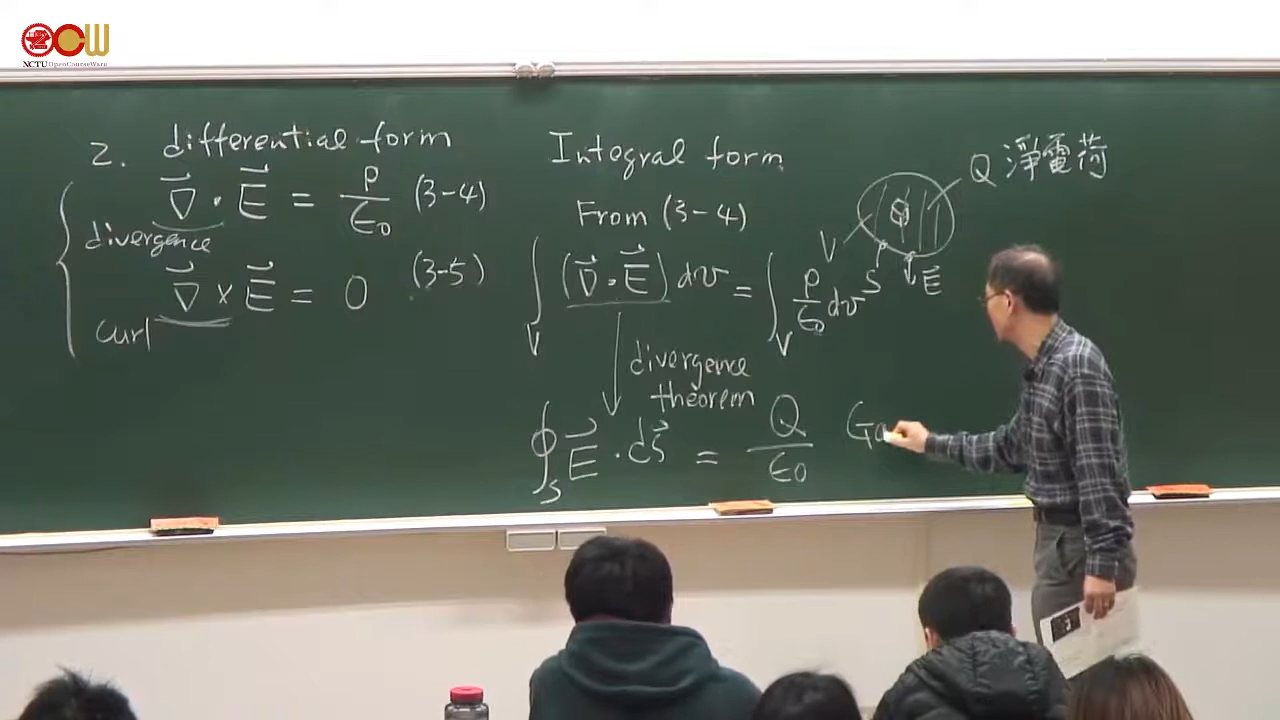 OCW
NCTU OpenCourseWare
2. differential form
∇⃗ · E⃗ = ρ/ε₀ (3-4)
divergence
∇⃗ × E⃗ = 0 (3-5)
curl
Integral form
From (3-4)
∫_V (∇⃗ · E⃗) dv = ∫_V ρ/ε₀ dv
divergence
theorem
∮_S E⃗ · ds⃗ = Q/ε₀ Ga
Q 淨電荷
V
S
E⃗